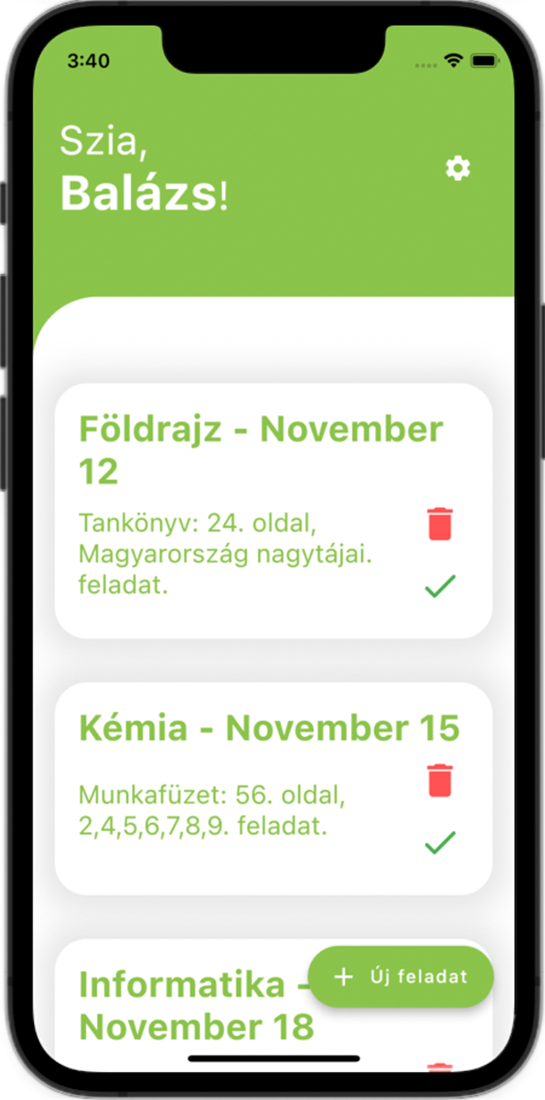 3:40
Szia,
Balázs!
Földrajz - November
12
Tankönyv: 24. oldal,
Magyarország nagytájai.
feladat.
Kémia - November 15
Munkafüzet: 56. oldal,
2,4,5,6,7,8,9. feladat.
Informatika -
November 18
+ Új feladat